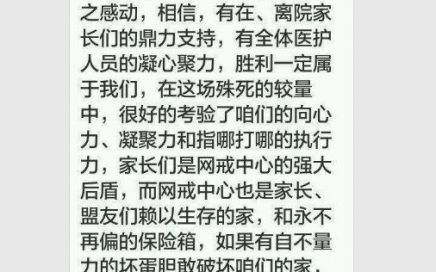 之感动，相信，有在、离院家
长们的鼎力支持，有全体医护
人员的凝心聚力，胜利一定属
于我们，在这场殊死的较量
中，很好的考验了咱们的向心
力、凝聚力和指哪打哪的执行
力，家长们是网戒中心的强大
后盾，而网戒中心也是家长、
盟友们赖以生存的家，和永不
再偏的保险箱，如果有自不量
力的坏蛋胆敢破坏咱们的家，